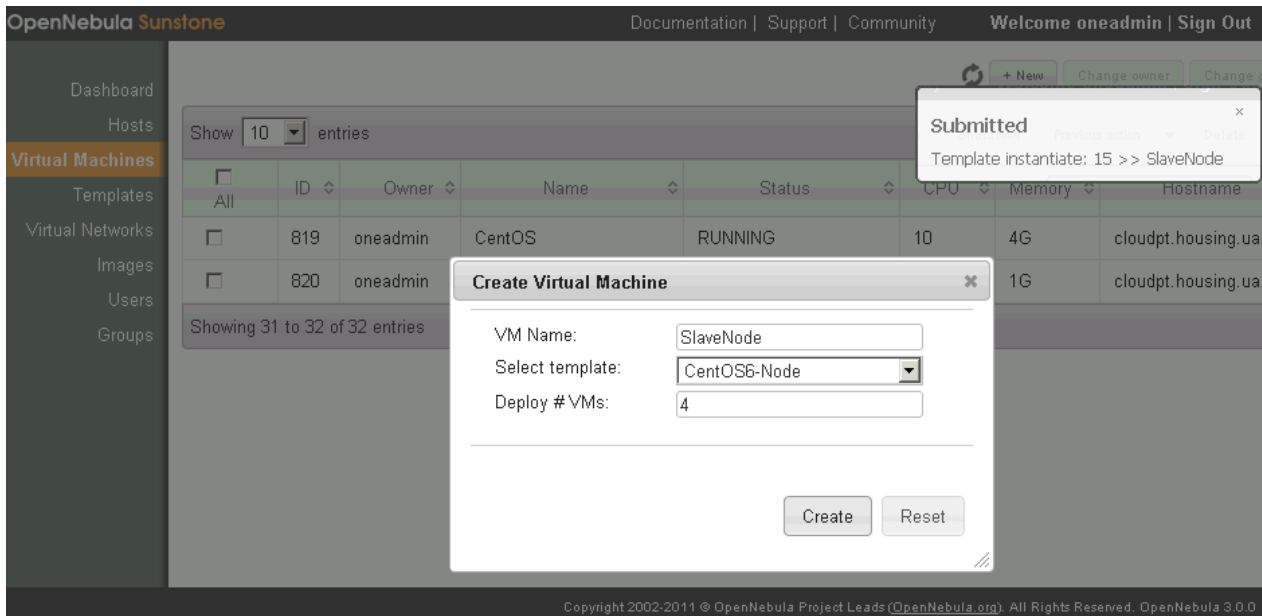 OpenNebula Sunstone
Documentation | Support | Community
Welcome oneadmin | Sign Out
Dashboard
Hosts
Virtual Machines
Templates
Virtual Networks
Images
Users
Groups
+ New Change owner Change
Show 10 entries
Previous action Delete
Submitted
Template instantiate: 15 >> SlaveNode
All ID Owner Name Status CPU Memory Hostname
819 oneadmin CentOS RUNNING 10 4G cloudpt.housing.ua
820 oneadmin 1G cloudpt.housing.ua
Showing 31 to 32 of 32 entries
Create Virtual Machine
VM Name: SlaveNode
Select template: CentOS6-Node
Deploy # VMs: 4
Create Reset
Copyright 2002-2011 © OpenNebula Project Leads (OpenNebula.org). All Rights Reserved. OpenNebula 3.0.0